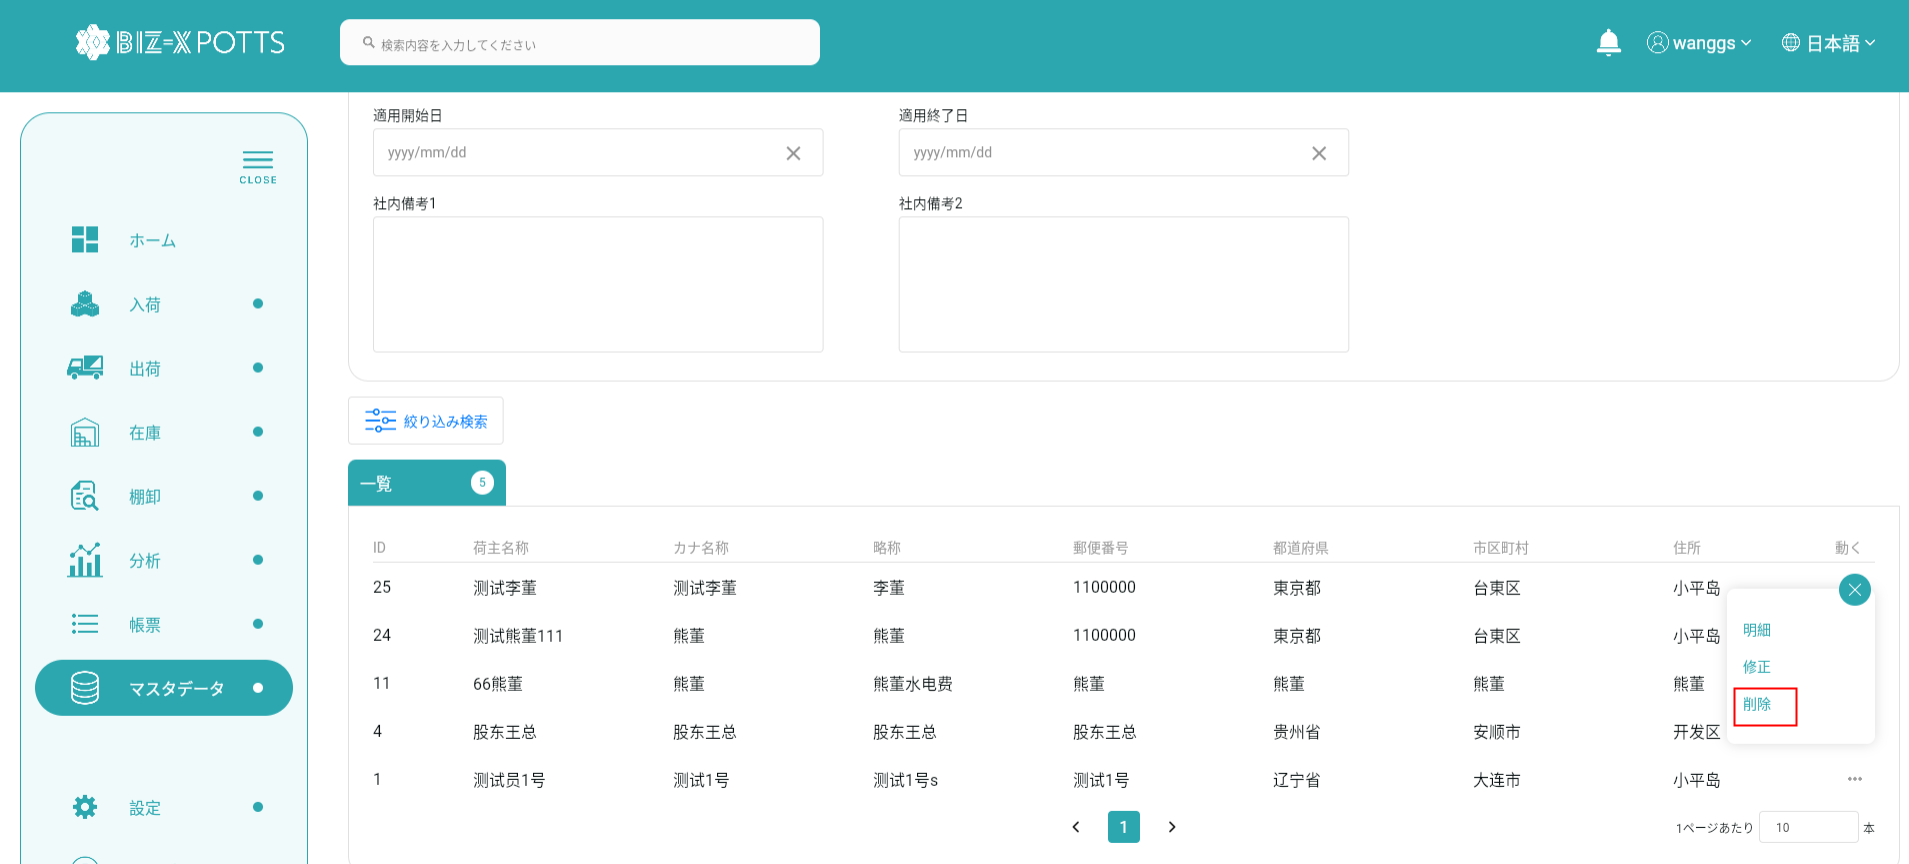 BIZ=X POTTS
検索内容を入力してください
wanggs
日本語
CLOSE
ホーム
入荷
出荷
在庫
棚卸
分析
帳票
マスタデータ
設定
適用開始日
適用終了日
yyyy/mm/dd
yyyy/mm/dd
社内備考1
社内備考2
絞り込み検索
一覧 5
ID 荷主名称 カナ名称 略称 郵便番号 都道府県 市区町村 住所 動く
25 测试李董 测试李董 李董 1100000 東京都 台東区 小平岛
24 测试熊董111 熊董 熊董 1100000 東京都 台東区 小平岛
11 66熊董 熊董 熊董水电费 熊董 熊董 熊董 熊董
4 股东王总 股东王总 股东王总 股东王总 贵州省 安顺市 开发区
1 测试员1号 测试1号 测试1号s 测试1号 辽宁省 大连市 小平岛
明細
修正
削除
1
1ページあたり 10 本